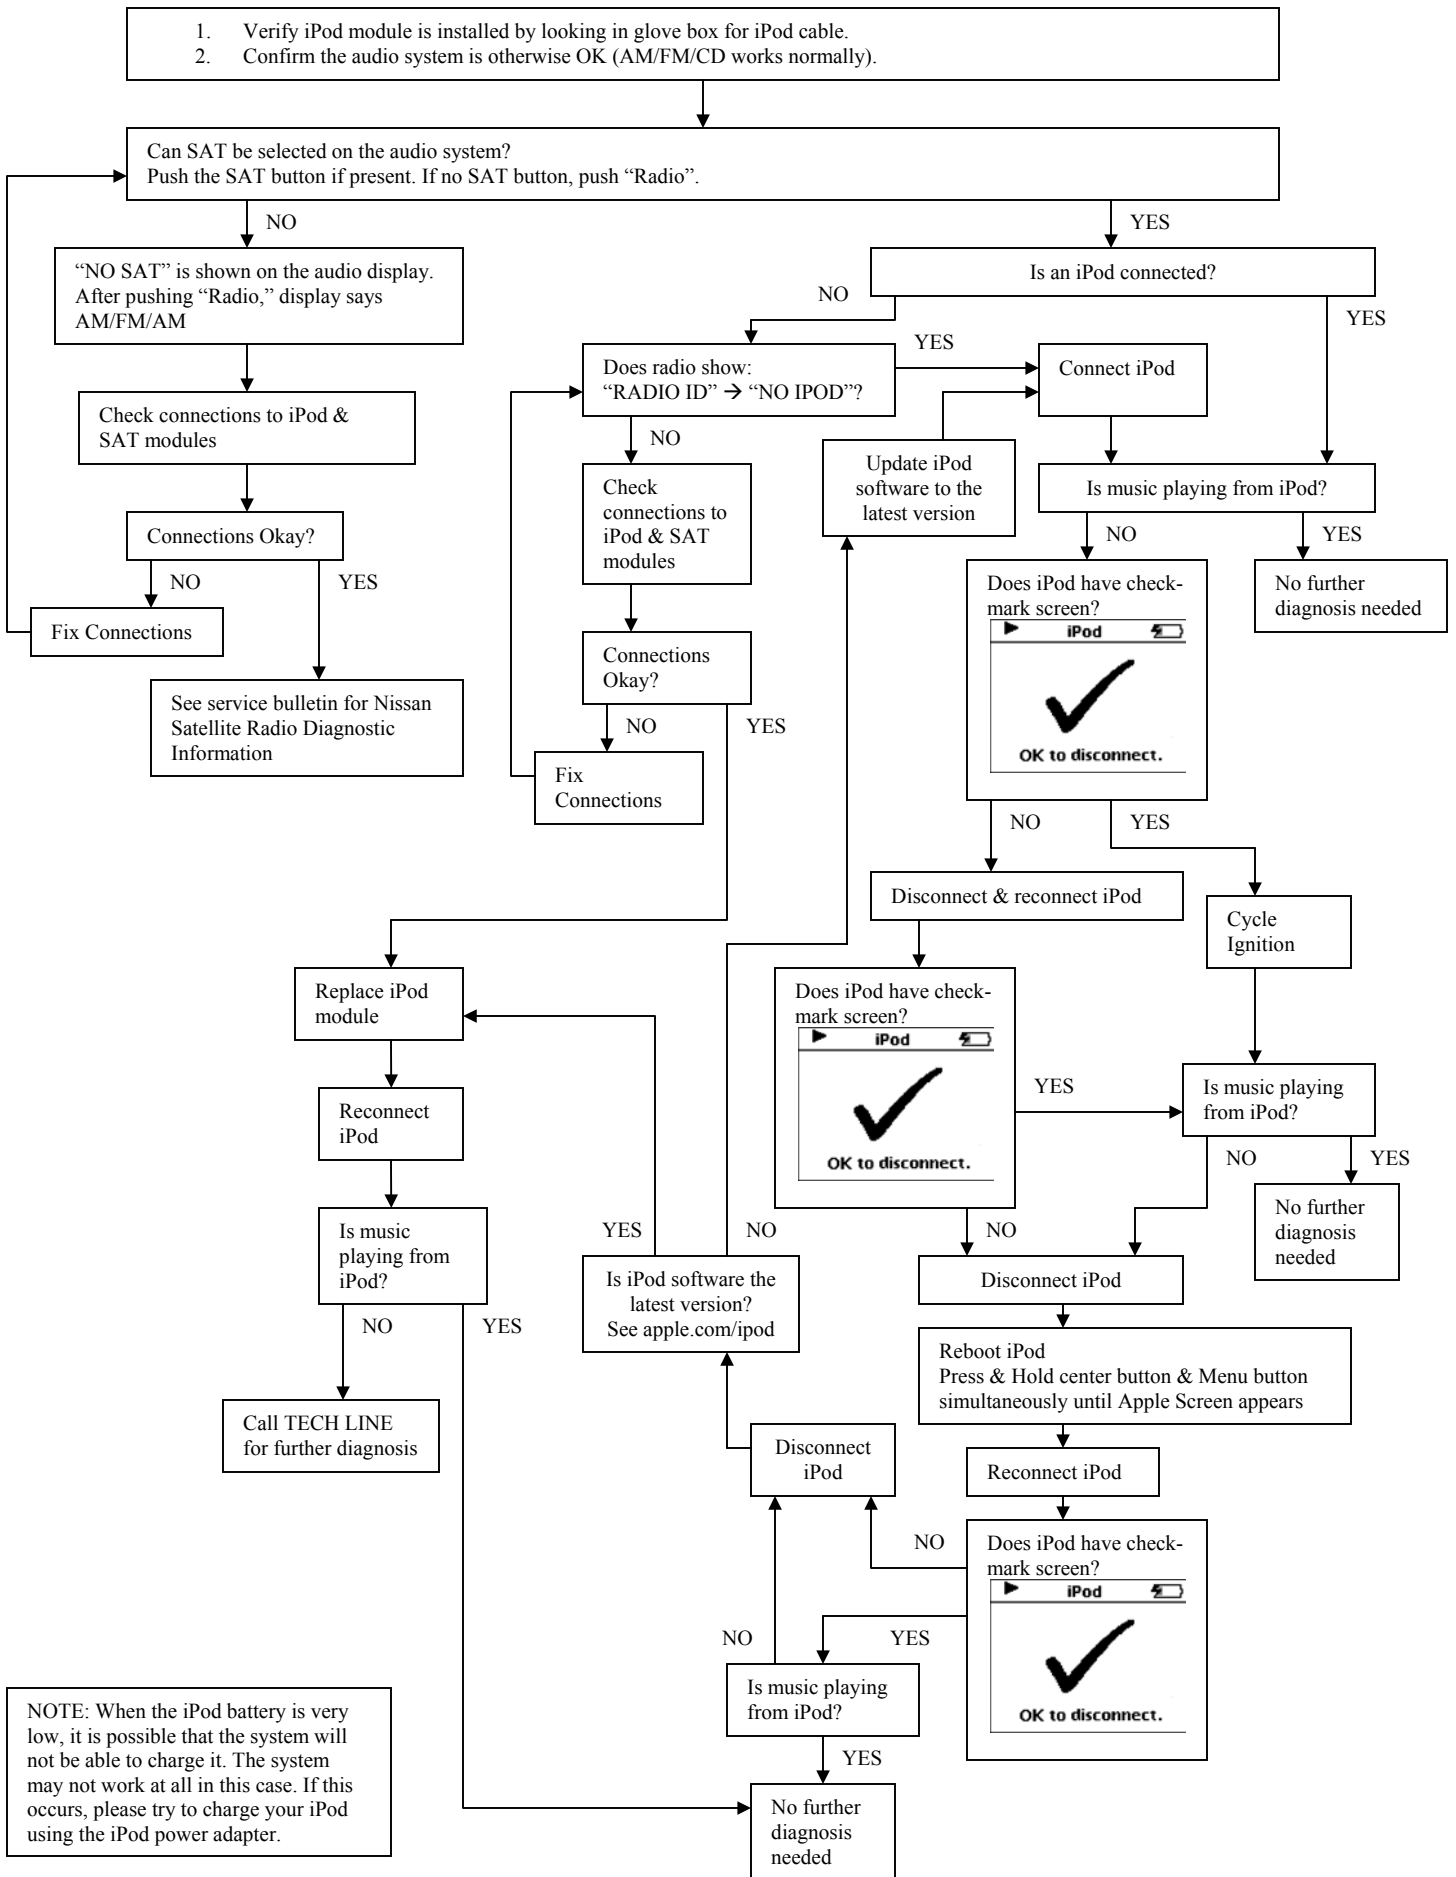 1. Verify iPod module is installed by looking in glove box for iPod cable.
2. Confirm the audio system is otherwise OK (AM/FM/CD works normally).
Can SAT be selected on the audio system?
Push the SAT button if present. If no SAT button, push “Radio”.
NO
YES
“NO SAT” is shown on the audio display.
After pushing “Radio,” display says
AM/FM/AM
Check connections to iPod &
SAT modules
Connections Okay?
NO
YES
Fix Connections
See service bulletin for Nissan
Satellite Radio Diagnostic
Information
Is an iPod connected?
NO
YES
Does radio show:
“RADIO ID” → “NO IPOD”?
YES
NO
Connect iPod
Update iPod
software to the
latest version
Check
connections to
iPod & SAT
modules
Connections
Okay?
NO
YES
Fix
Connections
Is music playing from iPod?
NO
YES
No further
diagnosis needed
Does iPod have check-
mark screen?
iPod
OK to disconnect.
NO
YES
Disconnect & reconnect iPod
Cycle
Ignition
Does iPod have check-
mark screen?
iPod
OK to disconnect.
YES
NO
Is music playing
from iPod?
NO
YES
No further
diagnosis
needed
Disconnect iPod
Reboot iPod
Press & Hold center button & Menu button
simultaneously until Apple Screen appears
Reconnect iPod
Does iPod have check-
mark screen?
iPod
OK to disconnect.
NO
YES
Is music playing
from iPod?
NO
YES
No further
diagnosis
needed
Disconnect
iPod
Is iPod software the
latest version?
See apple.com/ipod
YES
NO
Replace iPod
module
Reconnect
iPod
Is music
playing from
iPod?
NO
YES
Call TECH LINE
for further diagnosis
NOTE: When the iPod battery is very
low, it is possible that the system will
not be able to charge it. The system
may not work at all in this case. If this
occurs, please try to charge your iPod
using the iPod power adapter.